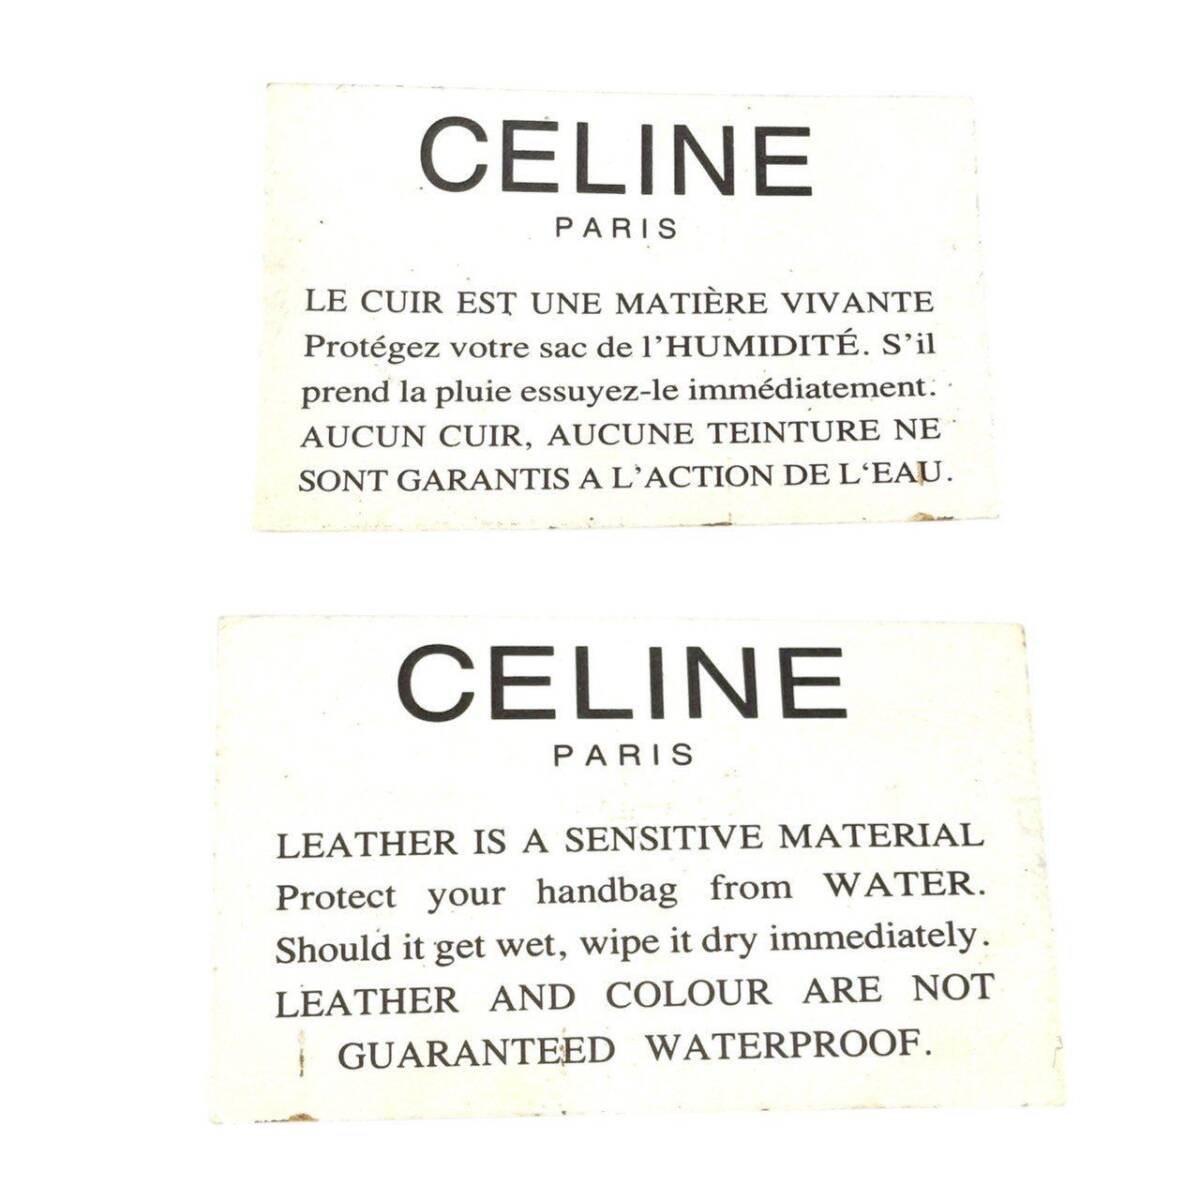 CELINE
PARIS
LE CUIR EST UNE MATIÈRE VIVANTE
Protégez votre sac de l'HUMIDITÉ. S'il
prend la pluie essuyez-le immédiatement.
AUCUN CUIR, AUCUNE TEINTURE NE
SONT GARANTIS A L'ACTION DE L‘EAU.
CELINE
PARIS
LEATHER IS A SENSITIVE MATERIAL
Protect your handbag from WATER.
Should it get wet, wipe it dry immediately.
LEATHER AND COLOUR ARE NOT
GUARANTEED WATERPROOF.